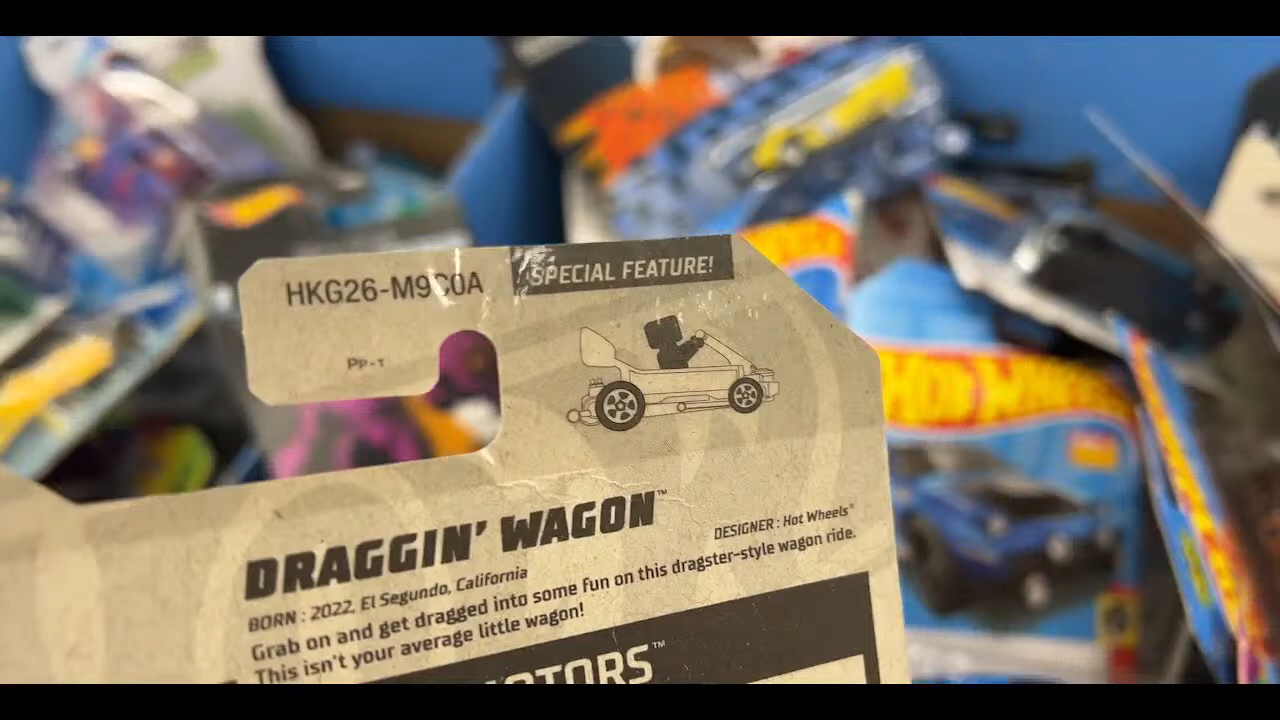 HKG26-M9C0A
SPECIAL FEATURE!
PP-1
DRAGGIN' WAGON™
DESIGNER : Hot Wheels®
BORN : 2022, El Segundo, California
Grab on and get dragged into some fun on this dragster-style wagon ride.
This isn't your average little wagon!
HOT WHEELS